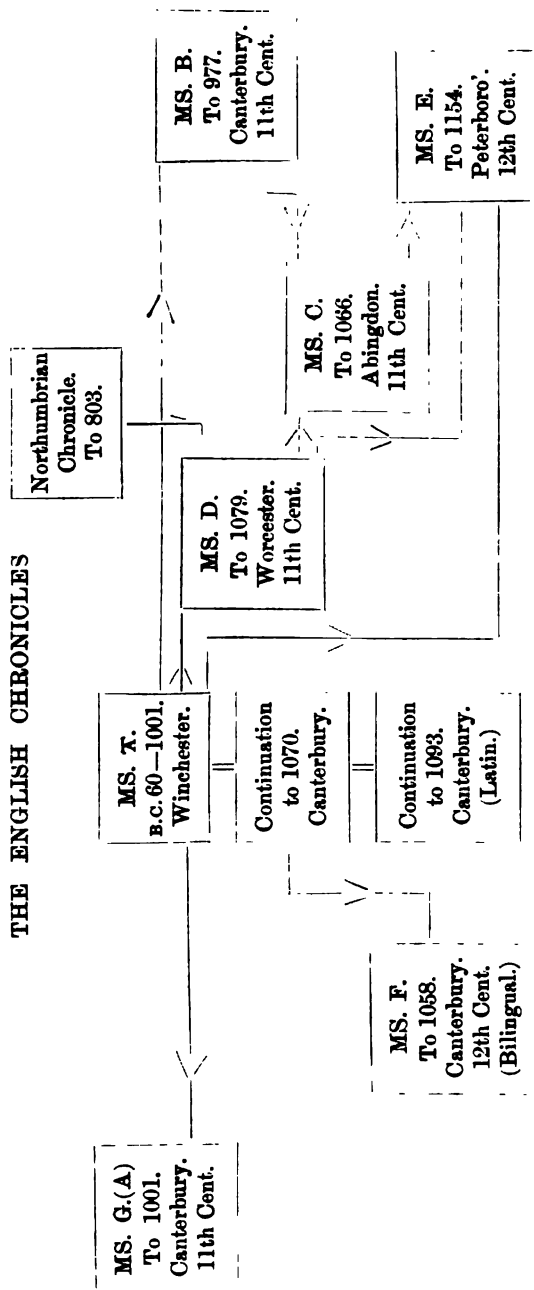 THE ENGLISH CHRONICLES
MS. G.(A)
To 1001.
Canterbury.
11th Cent.
MS. F.
To 1058.
Canterbury.
12th Cent.
(Bilingual.)
MS. A.
B.C. 60—1001.
Winchester.
Continuation
to 1070.
Canterbury.
Continuation
to 1093.
Canterbury.
(Latin.)
Northumbrian
Chronicle.
To 803.
MS. D.
To 1079.
Worcester.
11th Cent.
MS. C.
To 1066.
Abingdon.
11th Cent.
MS. B.
To 977.
Canterbury.
11th Cent.
MS. E.
To 1154.
Peterboro'.
12th Cent.